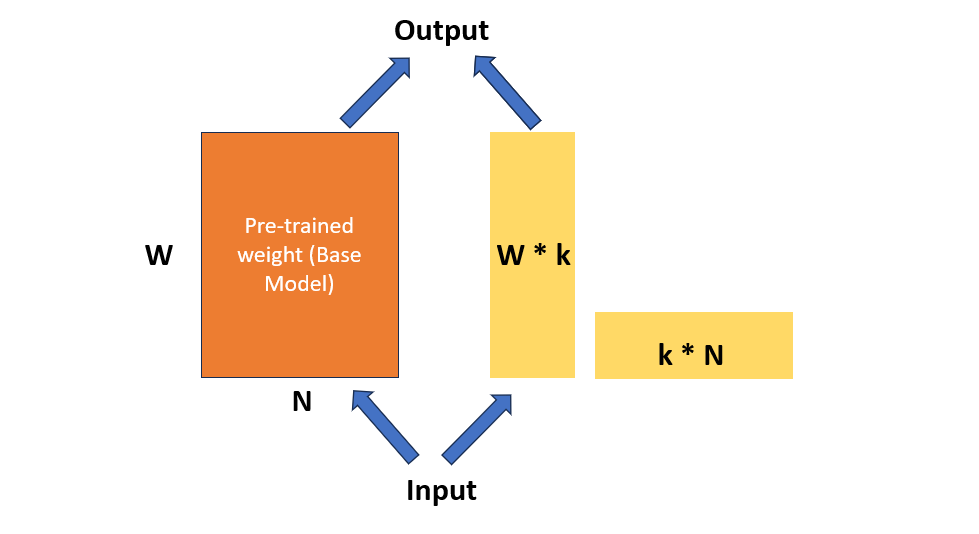 Output
Pre-trained
weight (Base
Model)
W
W * k
k * N
N
Input